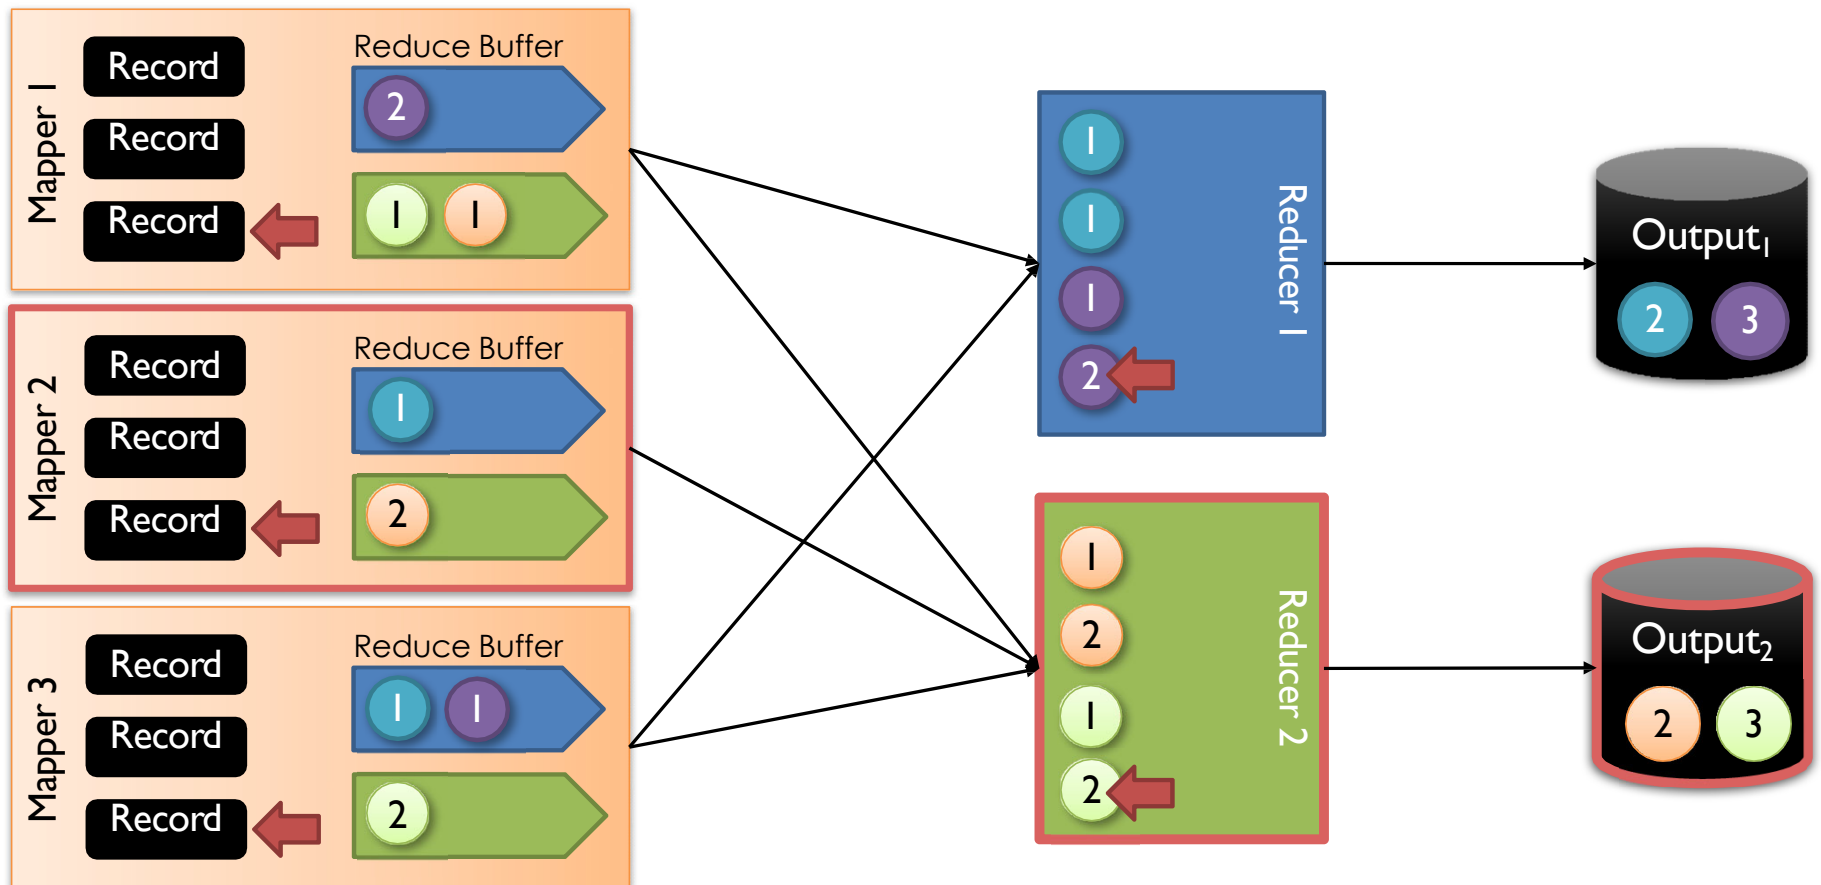 Mapper 1
Record
Record
Record
Reduce Buffer
2
1 1
Mapper 2
Record
Record
Record
Reduce Buffer
1
2
Mapper 3
Record
Record
Record
Reduce Buffer
1 1
2
Reducer 1
1
1
1
2
Reducer 2
1
2
1
2
Output1
2 3
Output2
2 3